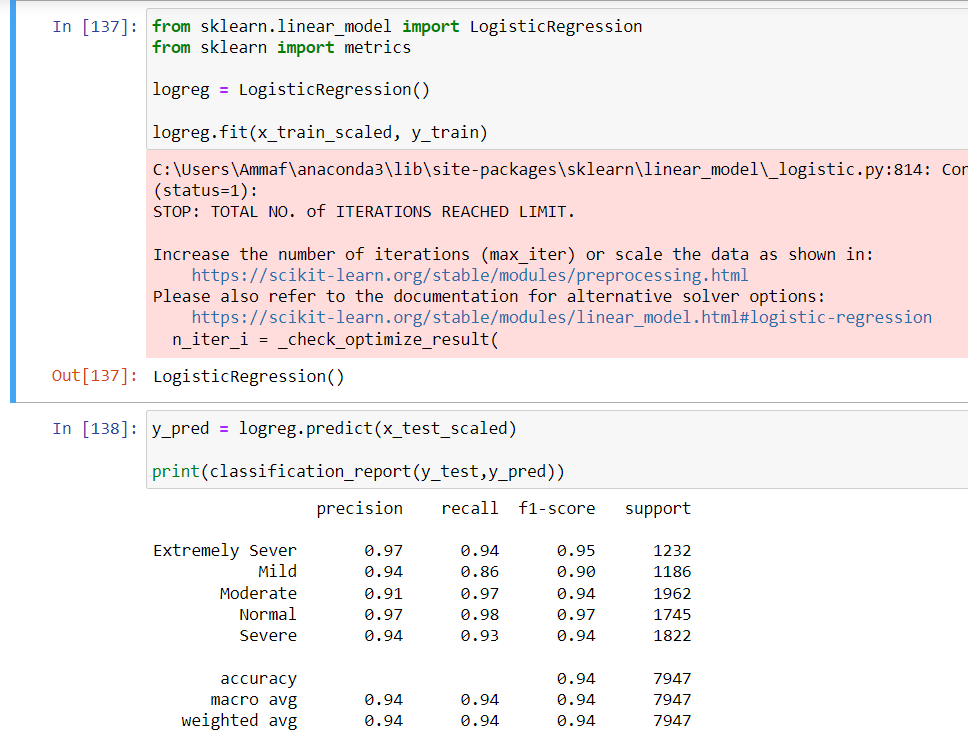 In [137]: from sklearn.linear_model import LogisticRegression
from sklearn import metrics
logreg = LogisticRegression()
logreg.fit(x_train_scaled, y_train)
C:\Users\Ammaf\anaconda3\lib\site-packages\sklearn\linear_model\_logistic.py:814: Con
(status=1):
STOP: TOTAL NO. of ITERATIONS REACHED LIMIT.
Increase the number of iterations (max_iter) or scale the data as shown in:
https://scikit-learn.org/stable/modules/preprocessing.html
Please also refer to the documentation for alternative solver options:
https://scikit-learn.org/stable/modules/linear_model.html#logistic-regression
n_iter_i = _check_optimize_result(
Out[137]: LogisticRegression()
In [138]: y_pred = logreg.predict(x_test_scaled)
print(classification_report(y_test,y_pred))
precision recall f1-score support
Extremely Sever 0.97 0.94 0.95 1232
Mild 0.94 0.86 0.90 1186
Moderate 0.91 0.97 0.94 1962
Normal 0.97 0.98 0.97 1745
Severe 0.94 0.93 0.94 1822
accuracy 0.94 7947
macro avg 0.94 0.94 0.94 7947
weighted avg 0.94 0.94 0.94 7947